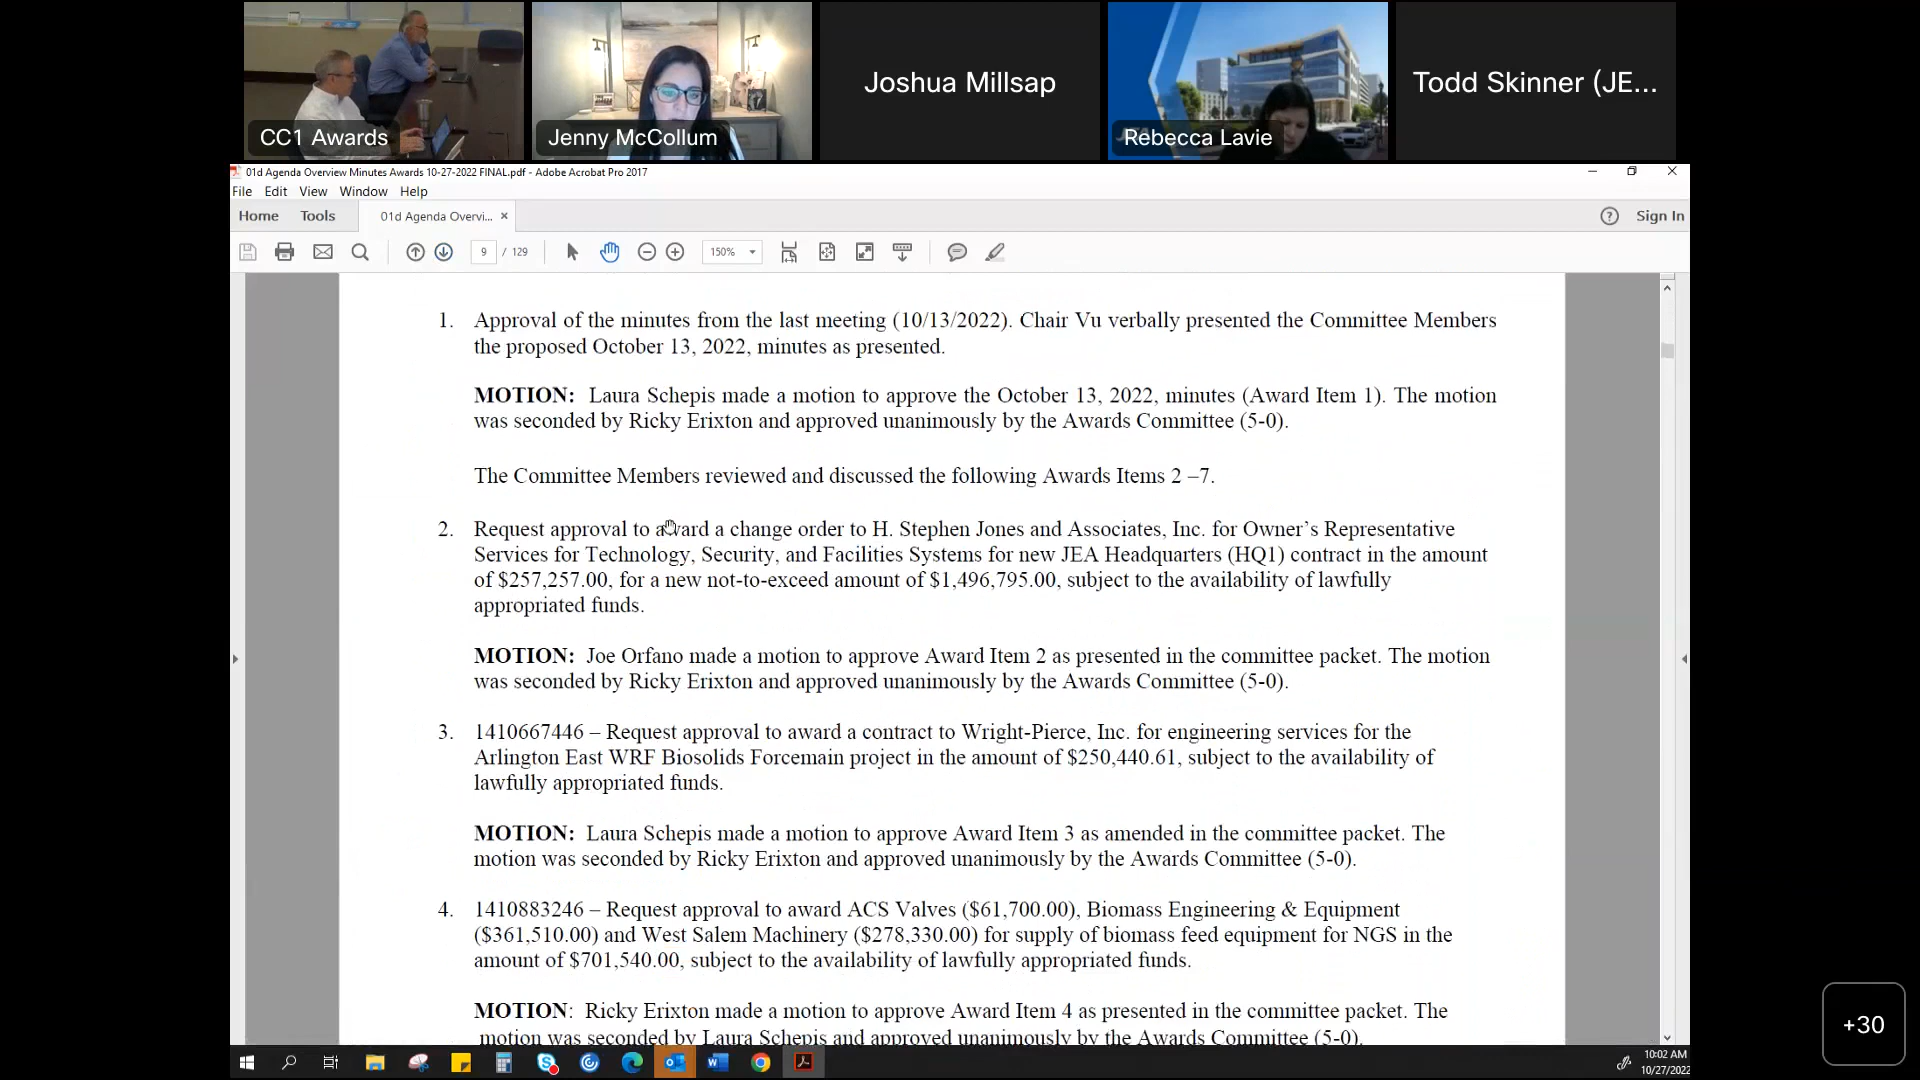 CC1 Awards
Jenny McCollum
Joshua Millsap
Rebecca Lavie
Todd Skinner (JE...
01d Agenda Overview Minutes Awards 10-27-2022 FINAL.pdf - Adobe Acrobat Pro 2017
File Edit View Window Help
Home Tools 01d Agenda Overvi... × Sign In
9 / 129 150%
1. Approval of the minutes from the last meeting (10/13/2022). Chair Vu verbally presented the Committee Members
the proposed October 13, 2022, minutes as presented.
MOTION: Laura Schepis made a motion to approve the October 13, 2022, minutes (Award Item 1). The motion
was seconded by Ricky Erixton and approved unanimously by the Awards Committee (5-0).
The Committee Members reviewed and discussed the following Awards Items 2 –7.
2. Request approval to award a change order to H. Stephen Jones and Associates, Inc. for Owner’s Representative
Services for Technology, Security, and Facilities Systems for new JEA Headquarters (HQ1) contract in the amount
of $257,257.00, for a new not-to-exceed amount of $1,496,795.00, subject to the availability of lawfully
appropriated funds.
MOTION: Joe Orfano made a motion to approve Award Item 2 as presented in the committee packet. The motion
was seconded by Ricky Erixton and approved unanimously by the Awards Committee (5-0).
3. 1410667446 – Request approval to award a contract to Wright-Pierce, Inc. for engineering services for the
Arlington East WRF Biosolids Forcemain project in the amount of $250,440.61, subject to the availability of
lawfully appropriated funds.
MOTION: Laura Schepis made a motion to approve Award Item 3 as amended in the committee packet. The
motion was seconded by Ricky Erixton and approved unanimously by the Awards Committee (5-0).
4. 1410883246 – Request approval to award ACS Valves ($61,700.00), Biomass Engineering & Equipment
($361,510.00) and West Salem Machinery ($278,330.00) for supply of biomass feed equipment for NGS in the
amount of $701,540.00, subject to the availability of lawfully appropriated funds.
MOTION: Ricky Erixton made a motion to approve Award Item 4 as presented in the committee packet. The
motion was seconded by Laura Schepis and approved unanimously by the Awards Committee (5-0).
+30
10:02 AM
10/27/2022